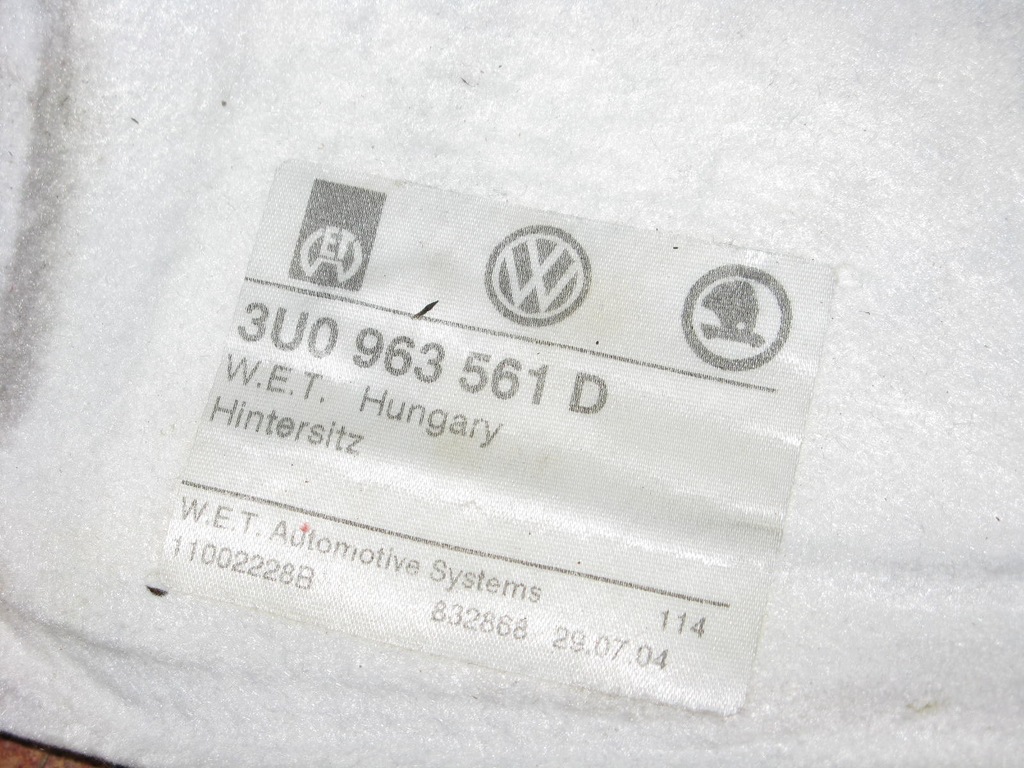 3U0 963 561 D
W.E.T. Hungary
Hintersitz
W.E.T. Automotive Systems 114
11002228B 832868 29.07.04